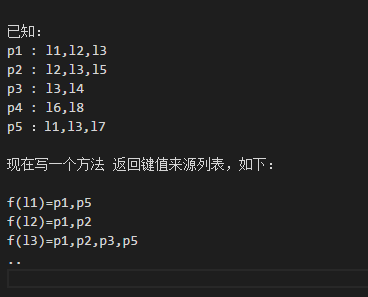 已知：
p1 : l1,l2,l3
p2 : l2,l3,l5
p3 : l3,l4
p4 : l6,l8
p5 ：l1,l3,l7
现在写一个方法 返回键值来源列表，如下：
f(l1)=p1,p5
f(l2)=p1,p2
f(l3)=p1,p2,p3,p5
..